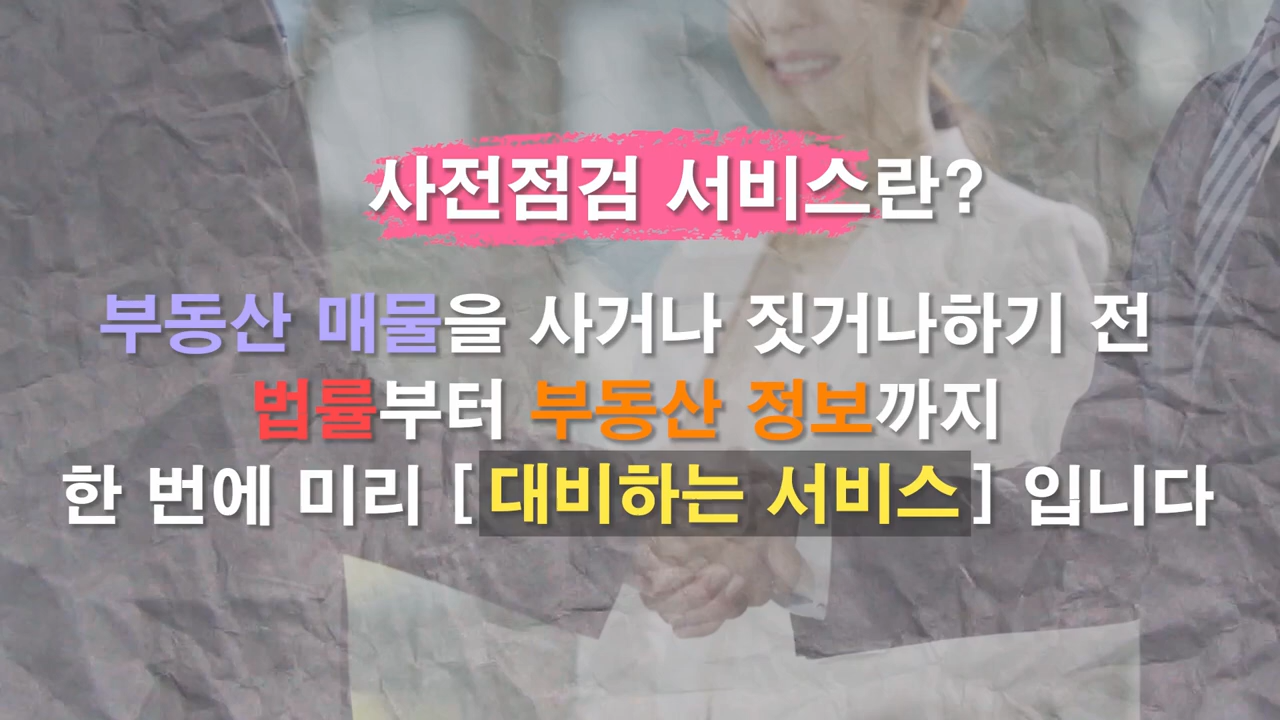 사전점검 서비스란?
부동산 매물을 사거나 짓거나하기 전
법률부터 부동산 정보까지
한 번에 미리 [대비하는 서비스] 입니다